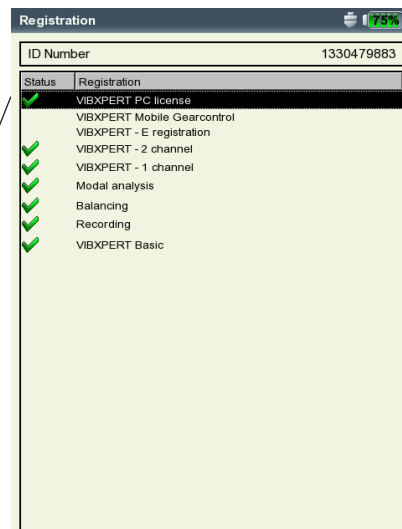 Registration 75%
ID Number 1330479883
Status Registration
VIBXPERT PC license
VIBXPERT Mobile Gearcontrol
VIBXPERT - E registration
VIBXPERT - 2 channel
VIBXPERT - 1 channel
Modal analysis
Balancing
Recording
VIBXPERT Basic